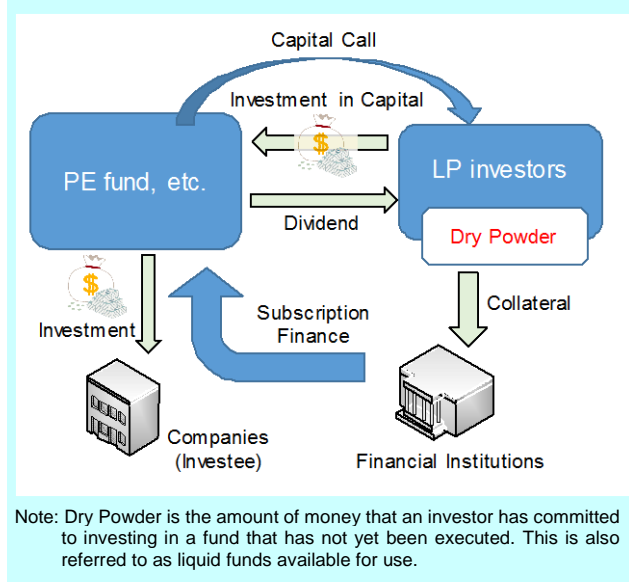 Capital Call
Investment in Capital
$
PE fund, etc.
LP investors
Dividend
Dry Powder
$
Investment
Subscription
Finance
Collateral
Companies
(Investee)
Financial Institutions
Note: Dry Powder is the amount of money that an investor has committed
to investing in a fund that has not yet been executed. This is also
referred to as liquid funds available for use.